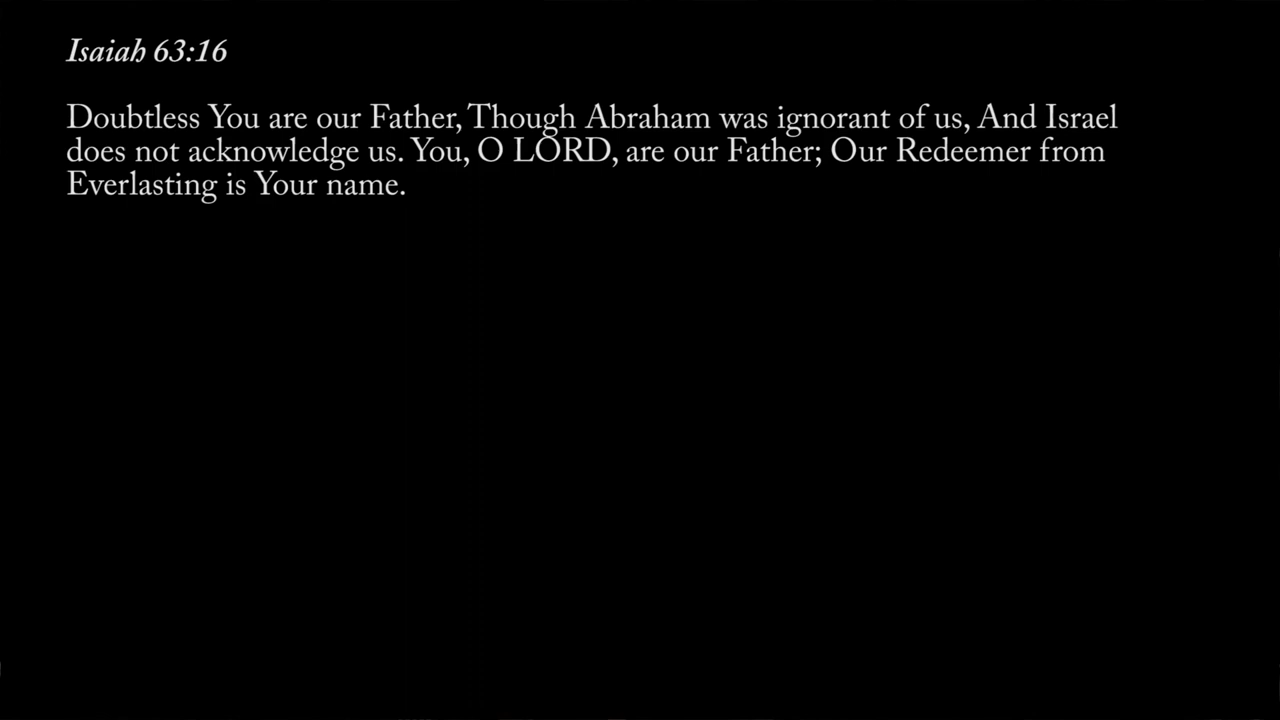 Isaiah 63:16
Doubtless You are our Father, Though Abraham was ignorant of us, And Israel
does not acknowledge us. You, O LORD, are our Father; Our Redeemer from
Everlasting is Your name.